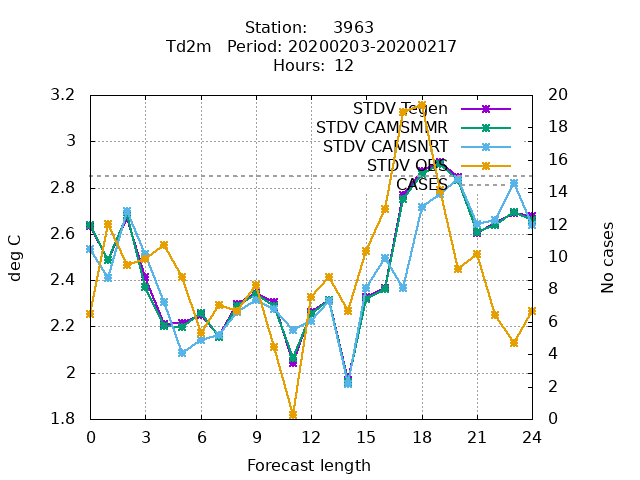 Station: 3963
Td2m Period: 20200203-20200217
Hours: 12
3.2
3
2.8
2.6
2.4
2.2
2
1.8
deg C
STDV Tegen
STDV CAMSMMR
STDV CAMSNRT
STDV OBS
CASES
20
18
16
14
12
10
8
6
4
2
0
No cases
0 3 6 9 12 15 18 21 24
Forecast length